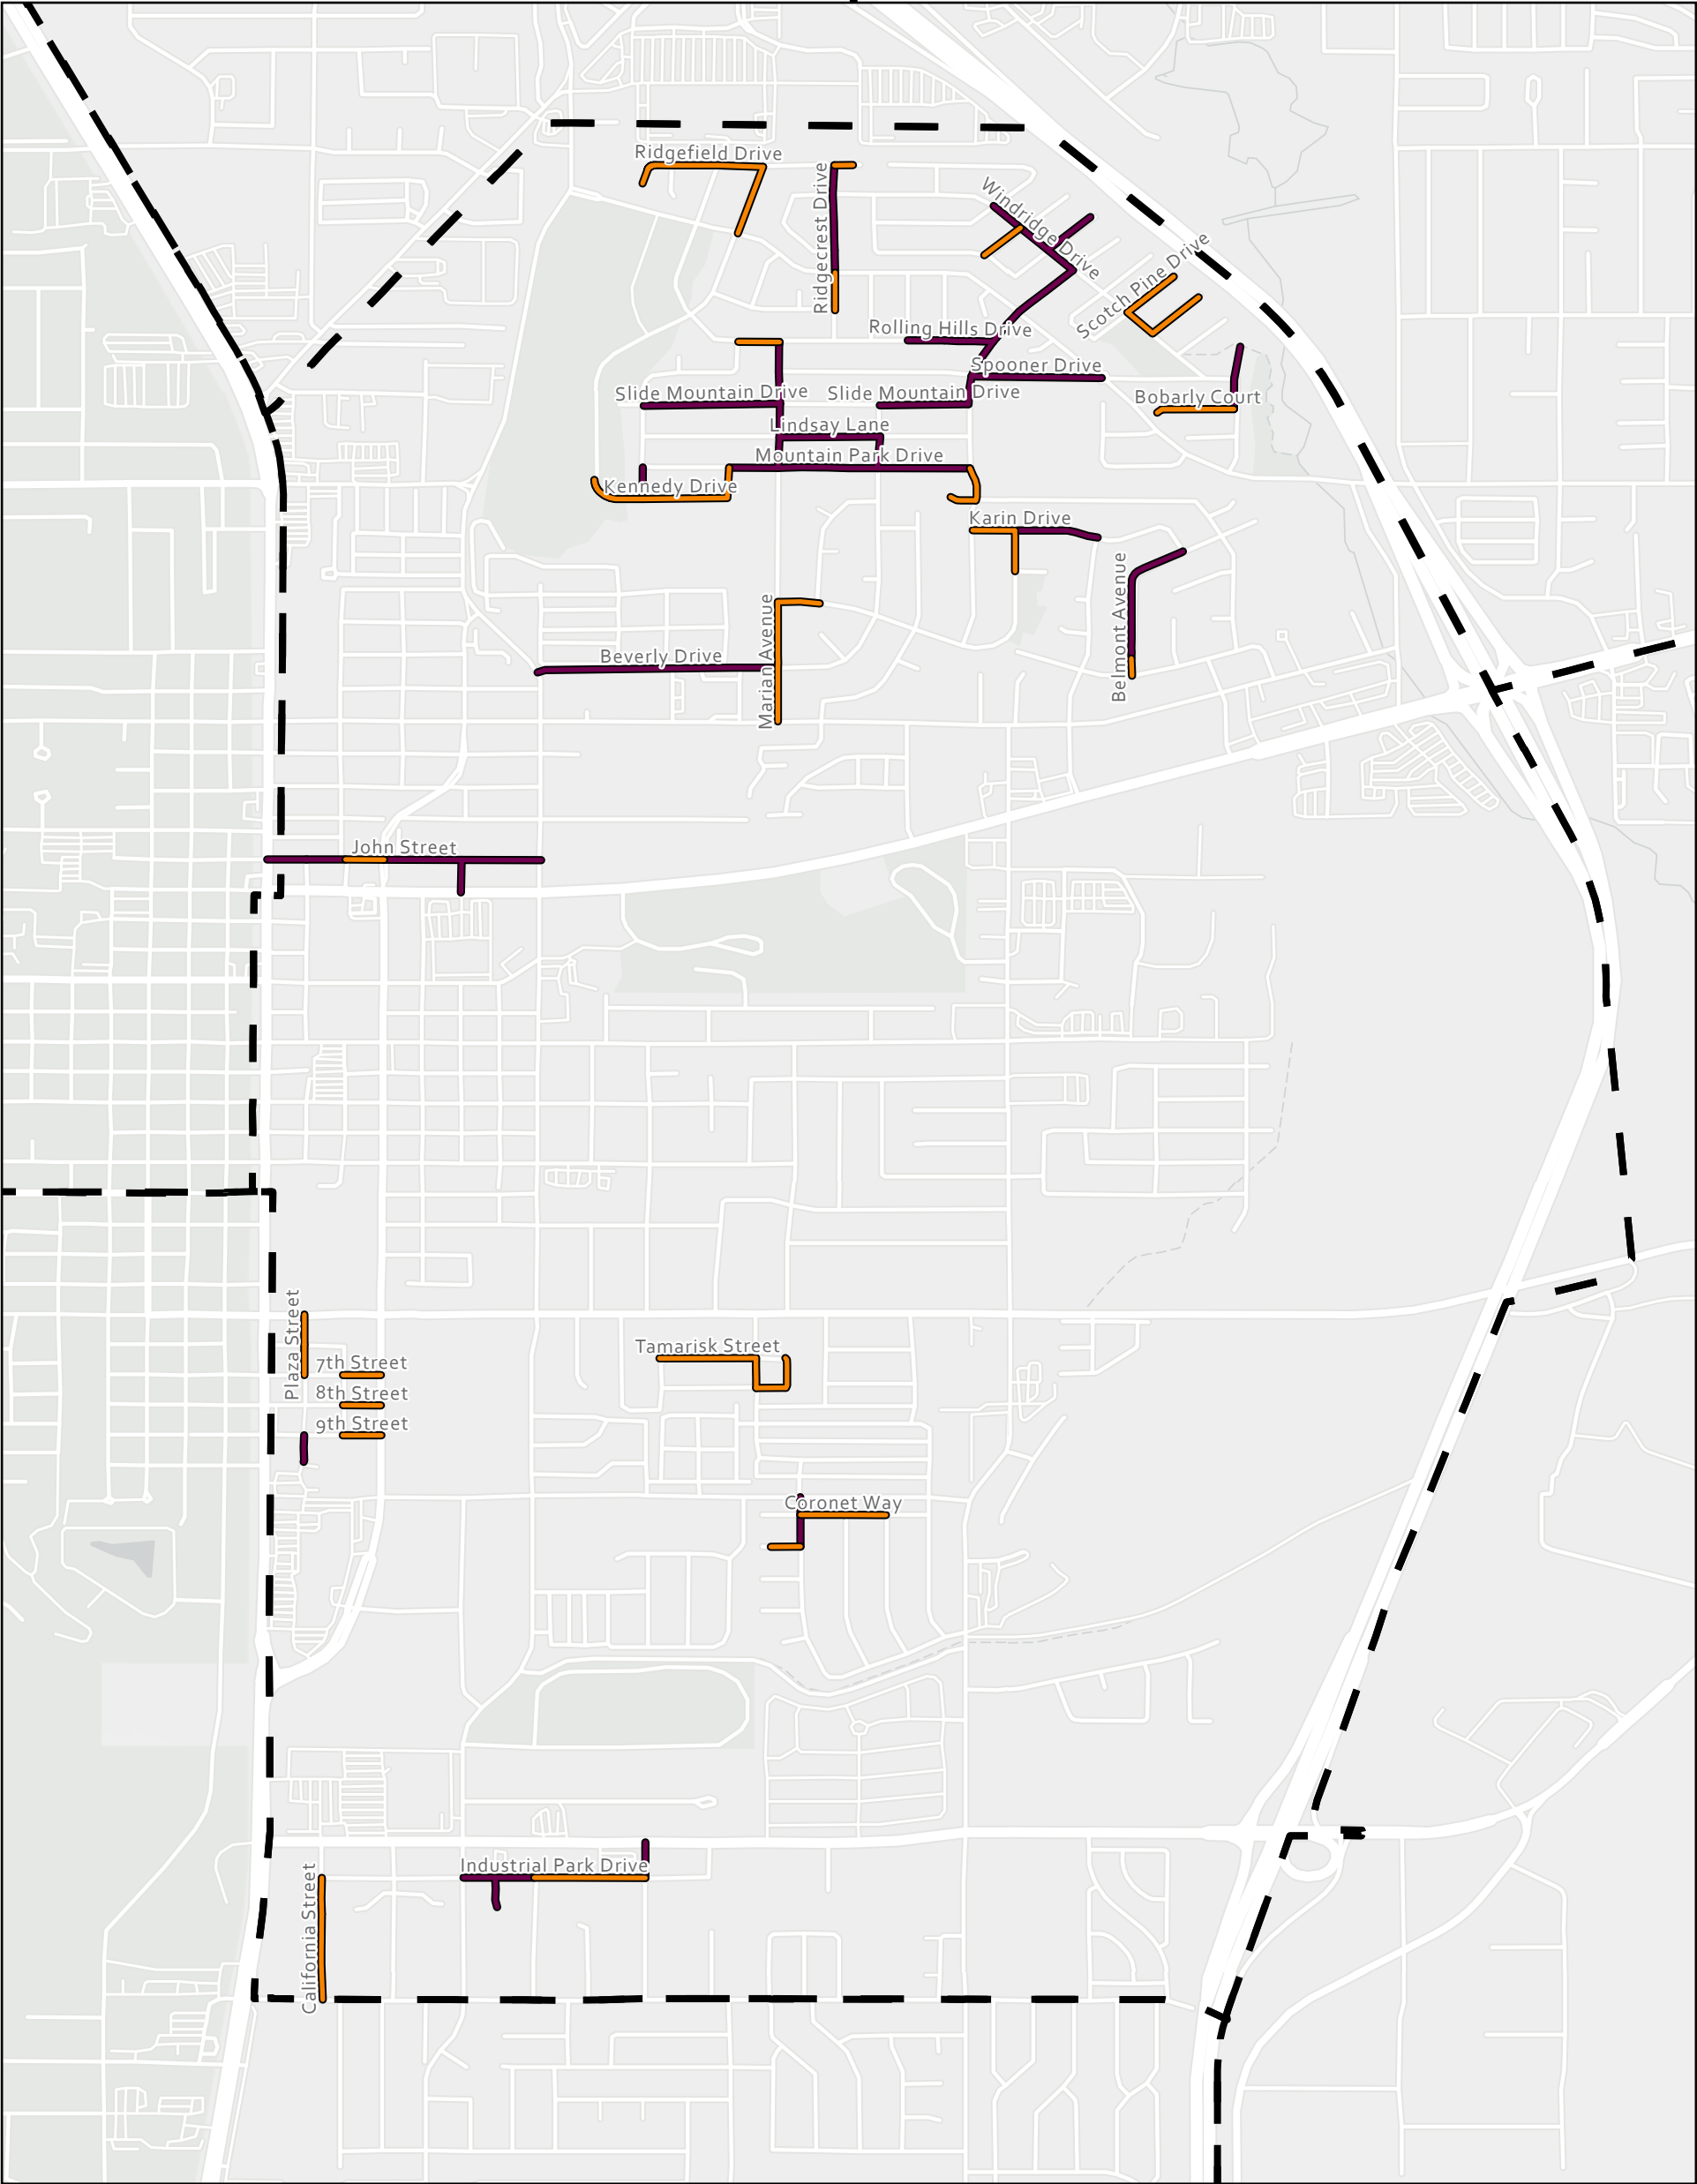 Ridgefield Drive
Ridgecrest Drive
Windridge Drive
Scotch Pine Drive
Rolling Hills Drive
Spooner Drive
Slide Mountain Drive
Slide Mountain Drive
Bobarly Court
Lindsay Lane
Mountain Park Drive
Kennedy Drive
Karin Drive
Belmont Avenue
Marian Avenue
Beverly Drive
John Street
Plaza Street
Tamarisk Street
7th Street
8th Street
9th Street
Coronet Way
Industrial Park Drive
California Street